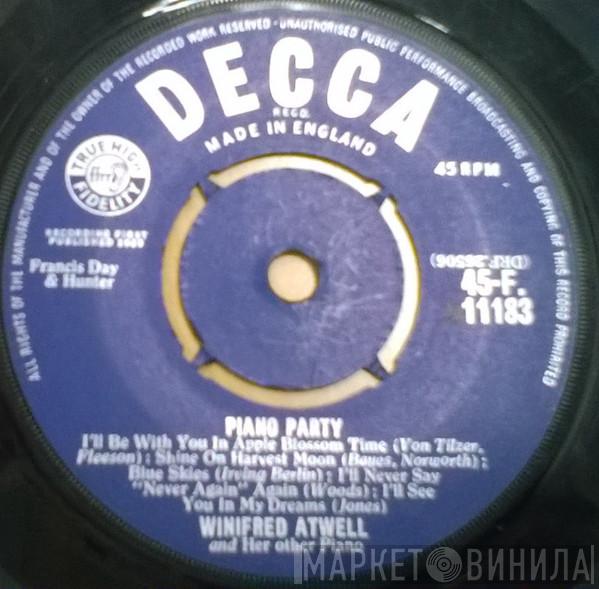 ALL RIGHTS OF THE MANUFACTURER AND OF THE OWNER OF THE RECORDED WORK RESERVED · UNAUTHORISED PUBLIC PERFORMANCE BROADCASTING AND COPYING OF THIS RECORD PROHIBITED
DECCA
REGD.
MADE IN ENGLAND
TRUE HIGH
ffrr
FIDELITY
45 RPM
RECORDING FIRST
PUBLISHED 1959
Francis Day
& Hunter
(DRF.26506)
45-F.
11183
PIANO PARTY
I'll Be With You In Apple Blossom Time (Von Tilzer,
Fleeson) ; Shine On Harvest Moon (Bayes, Norworth) ;
Blue Skies (Irving Berlin) ; I'll Never Say
"Never Again" Again (Woods) ; I'll See
You In My Dreams (Jones)
WINIFRED ATWELL
and Her other Piano
МАРКЕТ ВИНИЛА